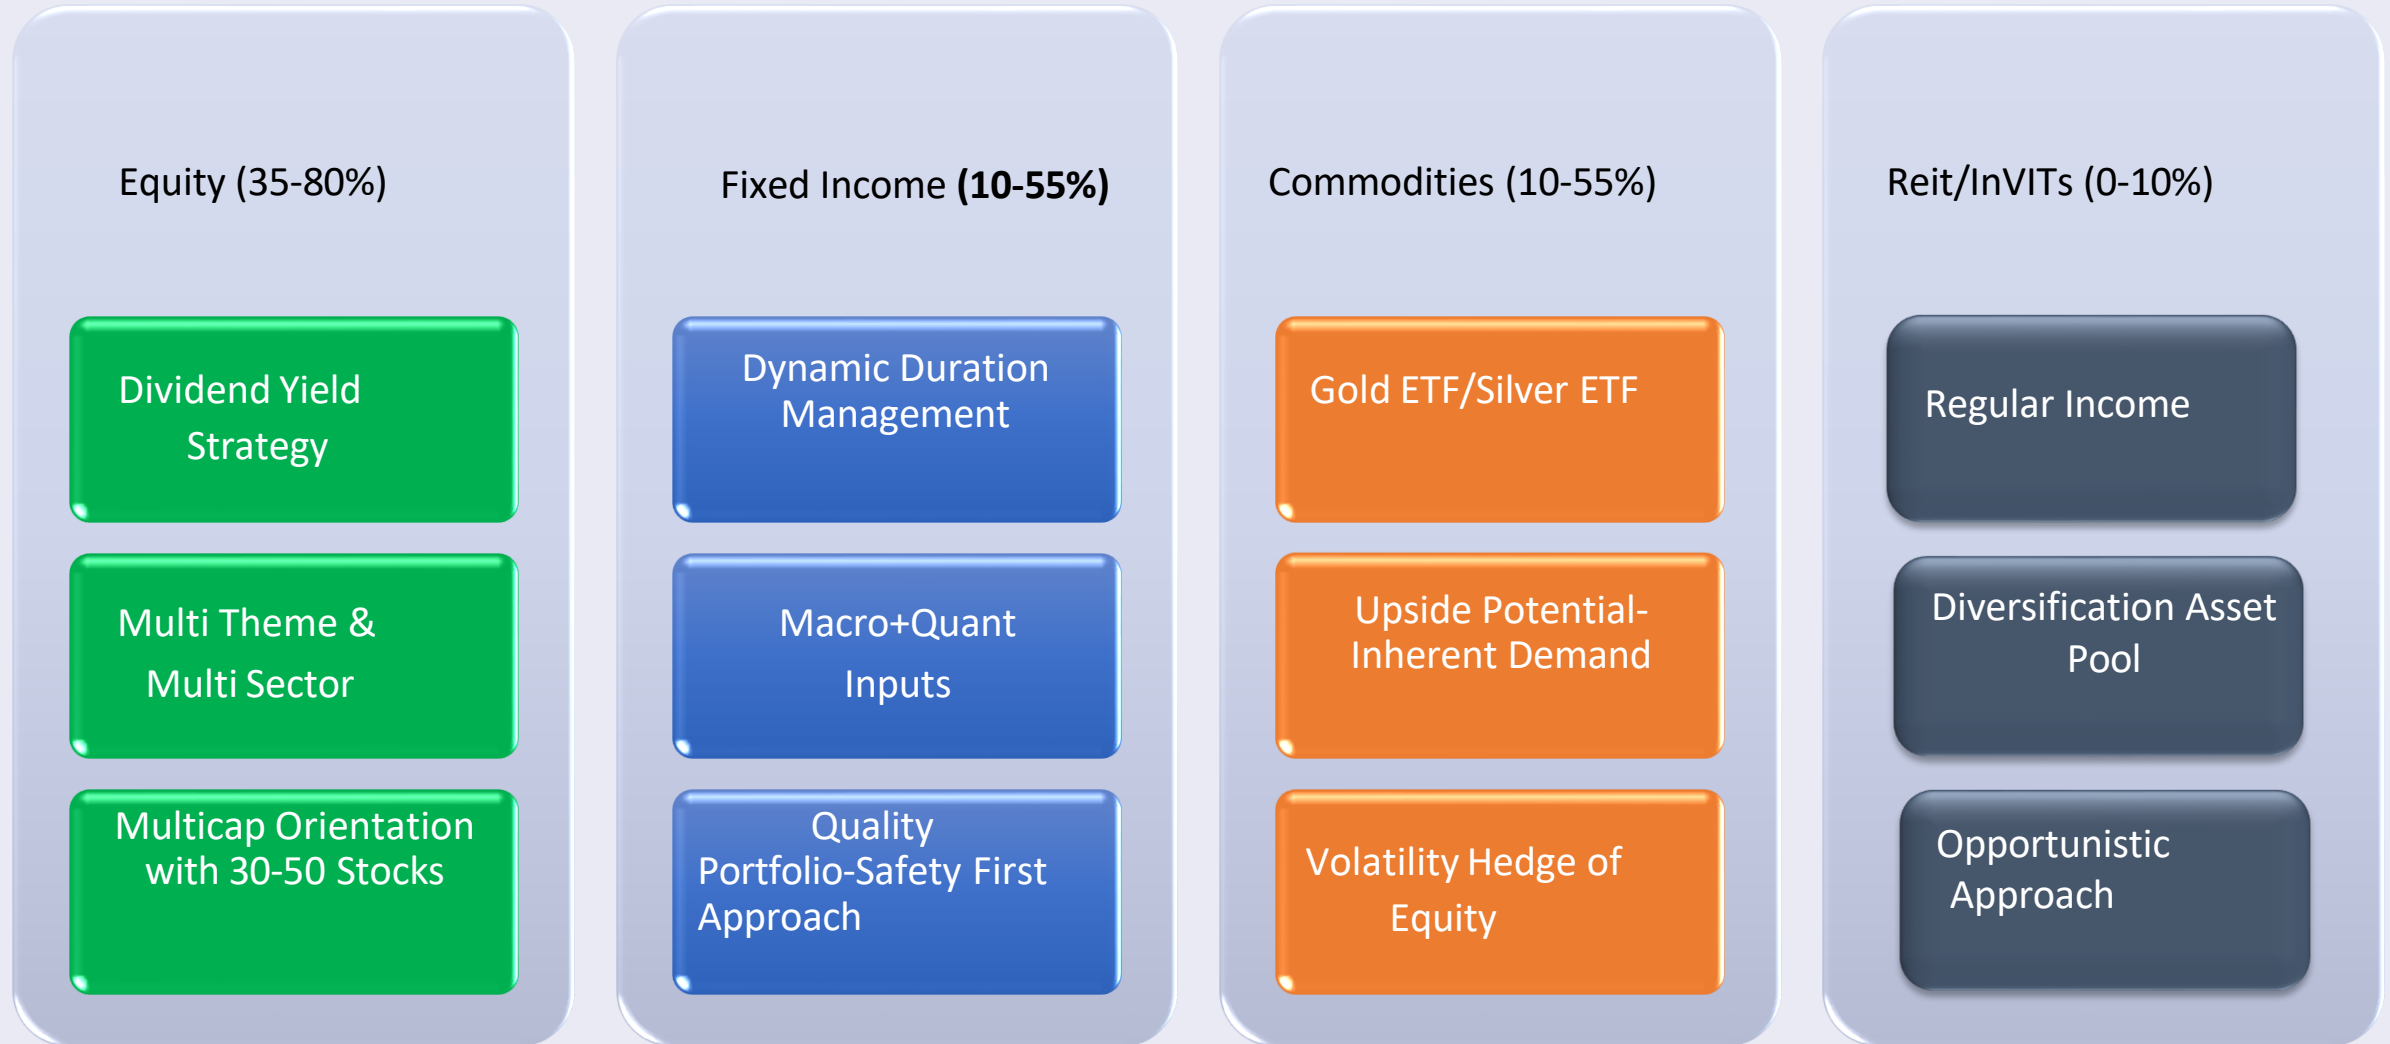 Equity (35-80%)
Dividend Yield
Strategy
Multi Theme &
Multi Sector
Multicap Orientation
with 30-50 Stocks
Fixed Income (10-55%)
Dynamic Duration
Management
Macro+Quant
Inputs
Quality
Portfolio-Safety First
Approach
Commodities (10-55%)
Gold ETF/Silver ETF
Upside Potential-
Inherent Demand
Volatility Hedge of
Equity
Reit/InVITs (0-10%)
Regular Income
Diversification Asset
Pool
Opportunistic
Approach